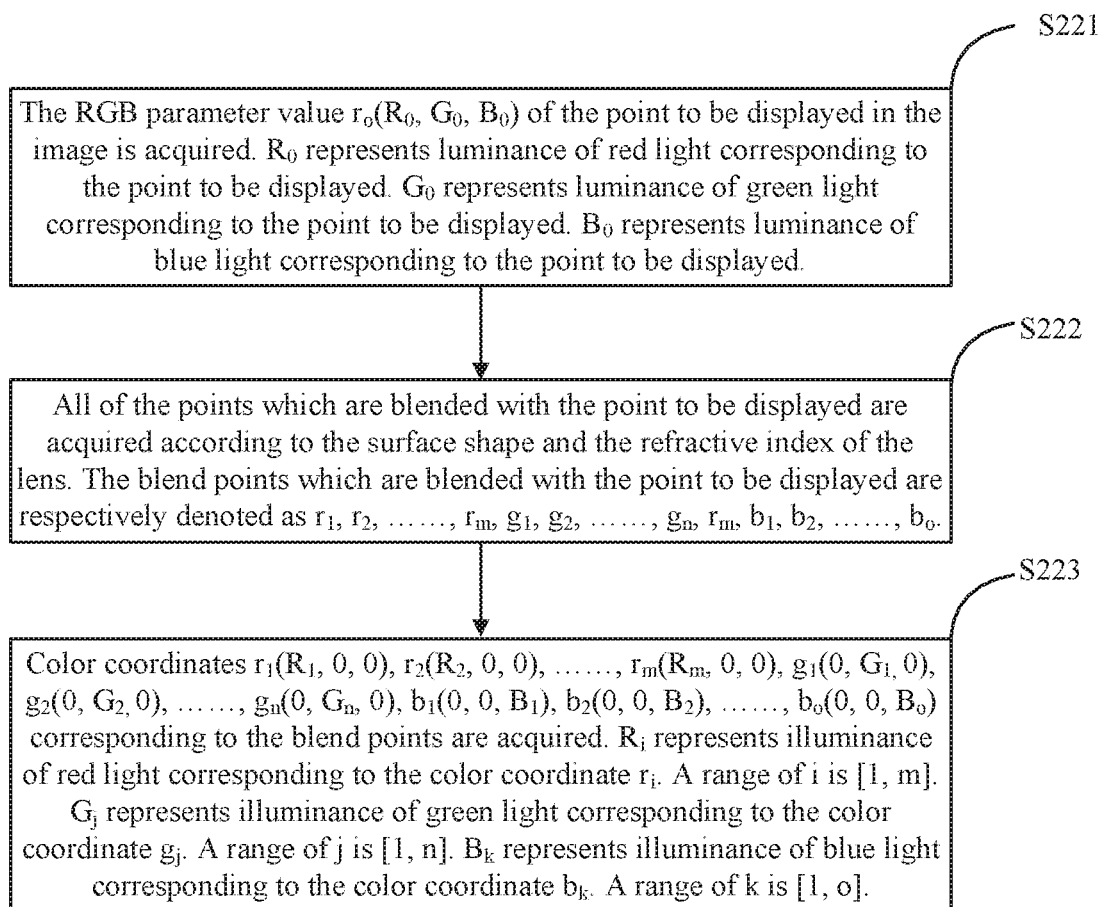 S221
The RGB parameter value rₒ(R₀, G₀, B₀) of the point to be displayed in the
image is acquired. R₀ represents luminance of red light corresponding to
the point to be displayed. G₀ represents luminance of green light
corresponding to the point to be displayed. B₀ represents luminance of
blue light corresponding to the point to be displayed.
S222
All of the points which are blended with the point to be displayed are
acquired according to the surface shape and the refractive index of the
lens. The blend points which are blended with the point to be displayed are
respectively denoted as r₁, r₂, ……, rₘ, g₁, g₂, ……, gₙ, rₘ, b₁, b₂, ……, bₒ.
S223
Color coordinates r₁(R₁, 0, 0), r₂(R₂, 0, 0), ……, rₘ(Rₘ, 0, 0), g₁(0, G₁, 0),
g₂(0, G₂, 0), ……, gₙ(0, Gₙ, 0), b₁(0, 0, B₁), b₂(0, 0, B₂), ……, bₒ(0, 0, Bₒ)
corresponding to the blend points are acquired. Rᵢ represents illuminance
of red light corresponding to the color coordinate rᵢ. A range of i is [1, m].
Gⱼ represents illuminance of green light corresponding to the color
coordinate gⱼ. A range of j is [1, n]. Bₖ represents illuminance of blue light
corresponding to the color coordinate bₖ. A range of k is [1, o].